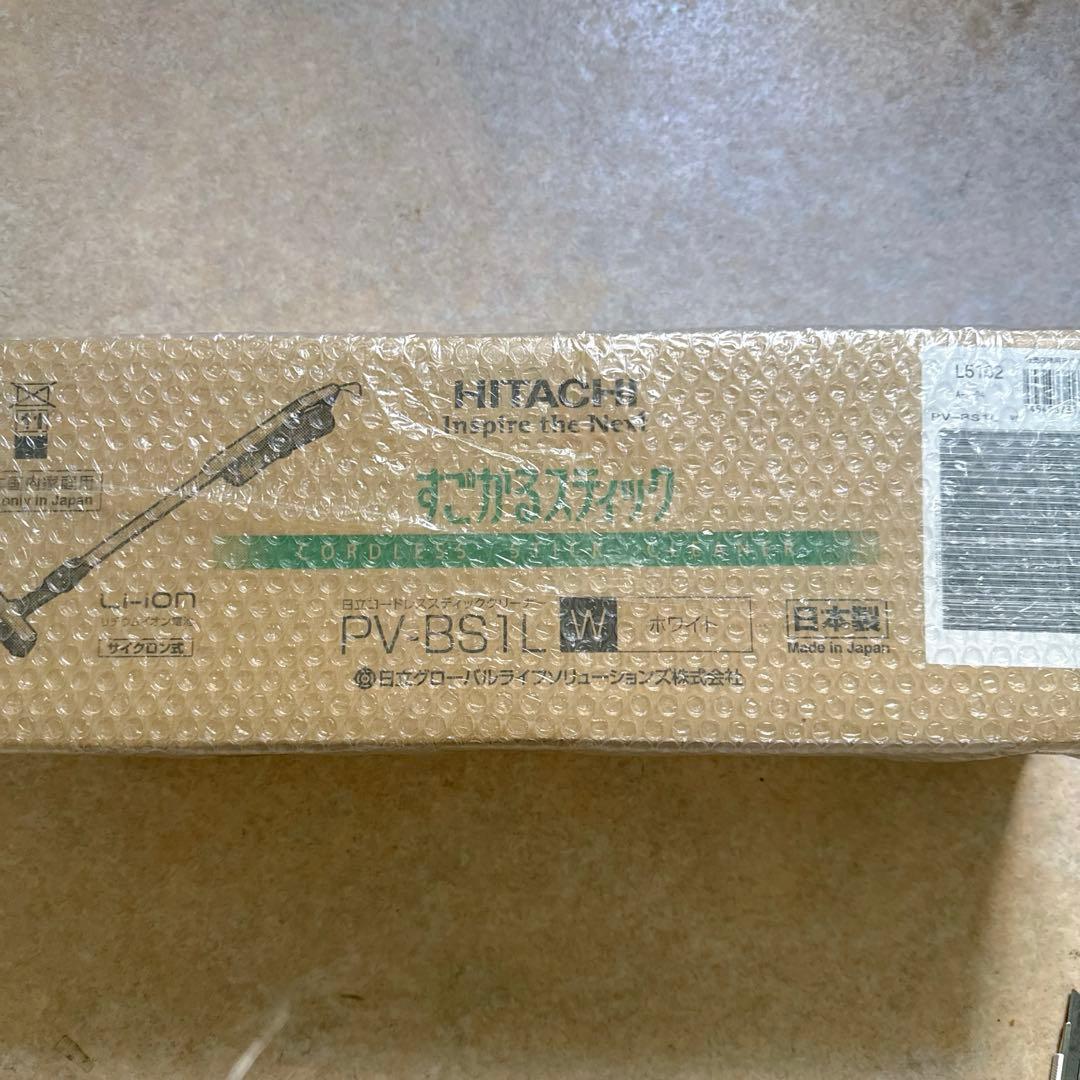 HITACHI
Inspire the Next
すごかるスティック
CORDLESS STICK CLEANER
国内家庭用
only in Japan
Li-ion
リチウムイオン電池
サイクロン式
日立コードレススティッククリーナー
PV-BS1L W ホワイト
日本製
Made in Japan
日立グローバルライフソリューションズ株式会社
PV-BS1L